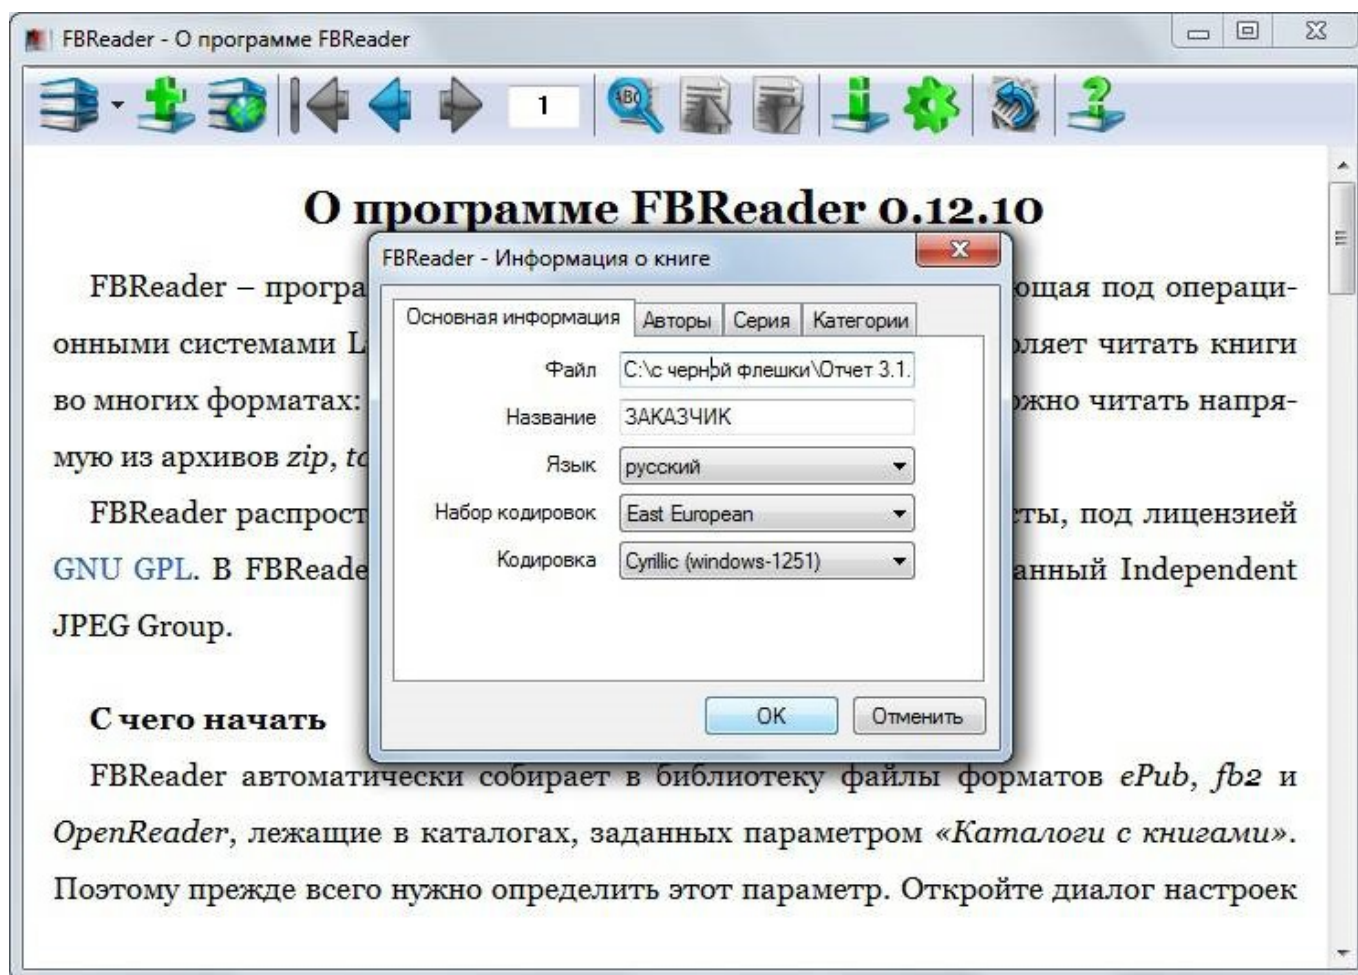 FBReader - О программе FBReader
1
ABC
О программе FBReader 0.12.10
FBReader - Информация о книге
FBReader – програ
ющая под операци-
Основная информация Авторы Серия Категории
онными системами L
оляет читать книги
Файл C:\с черной флешки\Отчет 3.1.
во многих форматах:
ожно читать напря-
Название ЗАКАЗЧИК
мую из архивов zip, ta
Язык русский
FBReader распрост
сты, под лицензией
Набор кодировок East European
GNU GPL. В FBReade
анный Independent
Кодировка Cyrillic (windows-1251)
JPEG Group.
OK Отменить
С чего начать
FBReader автоматически собирает в библиотеку файлы форматов ePub, fb2 и
OpenReader, лежащие в каталогах, заданных параметром «Каталоги с книгами».
Поэтому прежде всего нужно определить этот параметр. Откройте диалог настроек